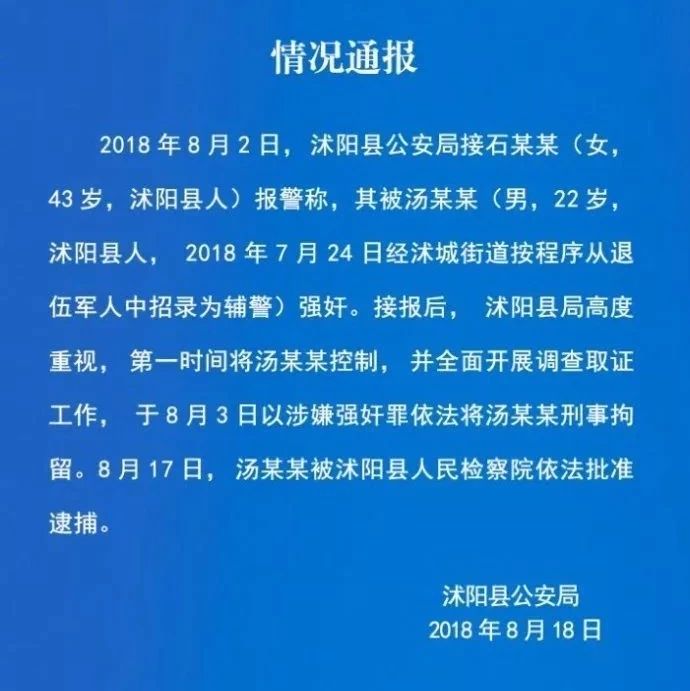 情况通报
2018 年 8 月 2 日， 沭阳县公安局接石某某（女，
43 岁，沭阳县人）报警称，其被汤某某（男，22 岁，
沭阳县人， 2018 年 7 月 24 日经沭城街道按程序从退
伍军人中招录为辅警）强奸。接报后， 沭阳县局高度
重视， 第一时间将汤某某控制， 并全面开展调查取证
工作， 于 8 月 3 日以涉嫌强奸罪依法将汤某某刑事拘
留。8 月 17 日， 汤某某被沭阳县人民检察院依法批准
逮捕。
沭阳县公安局
2018 年 8 月 18 日